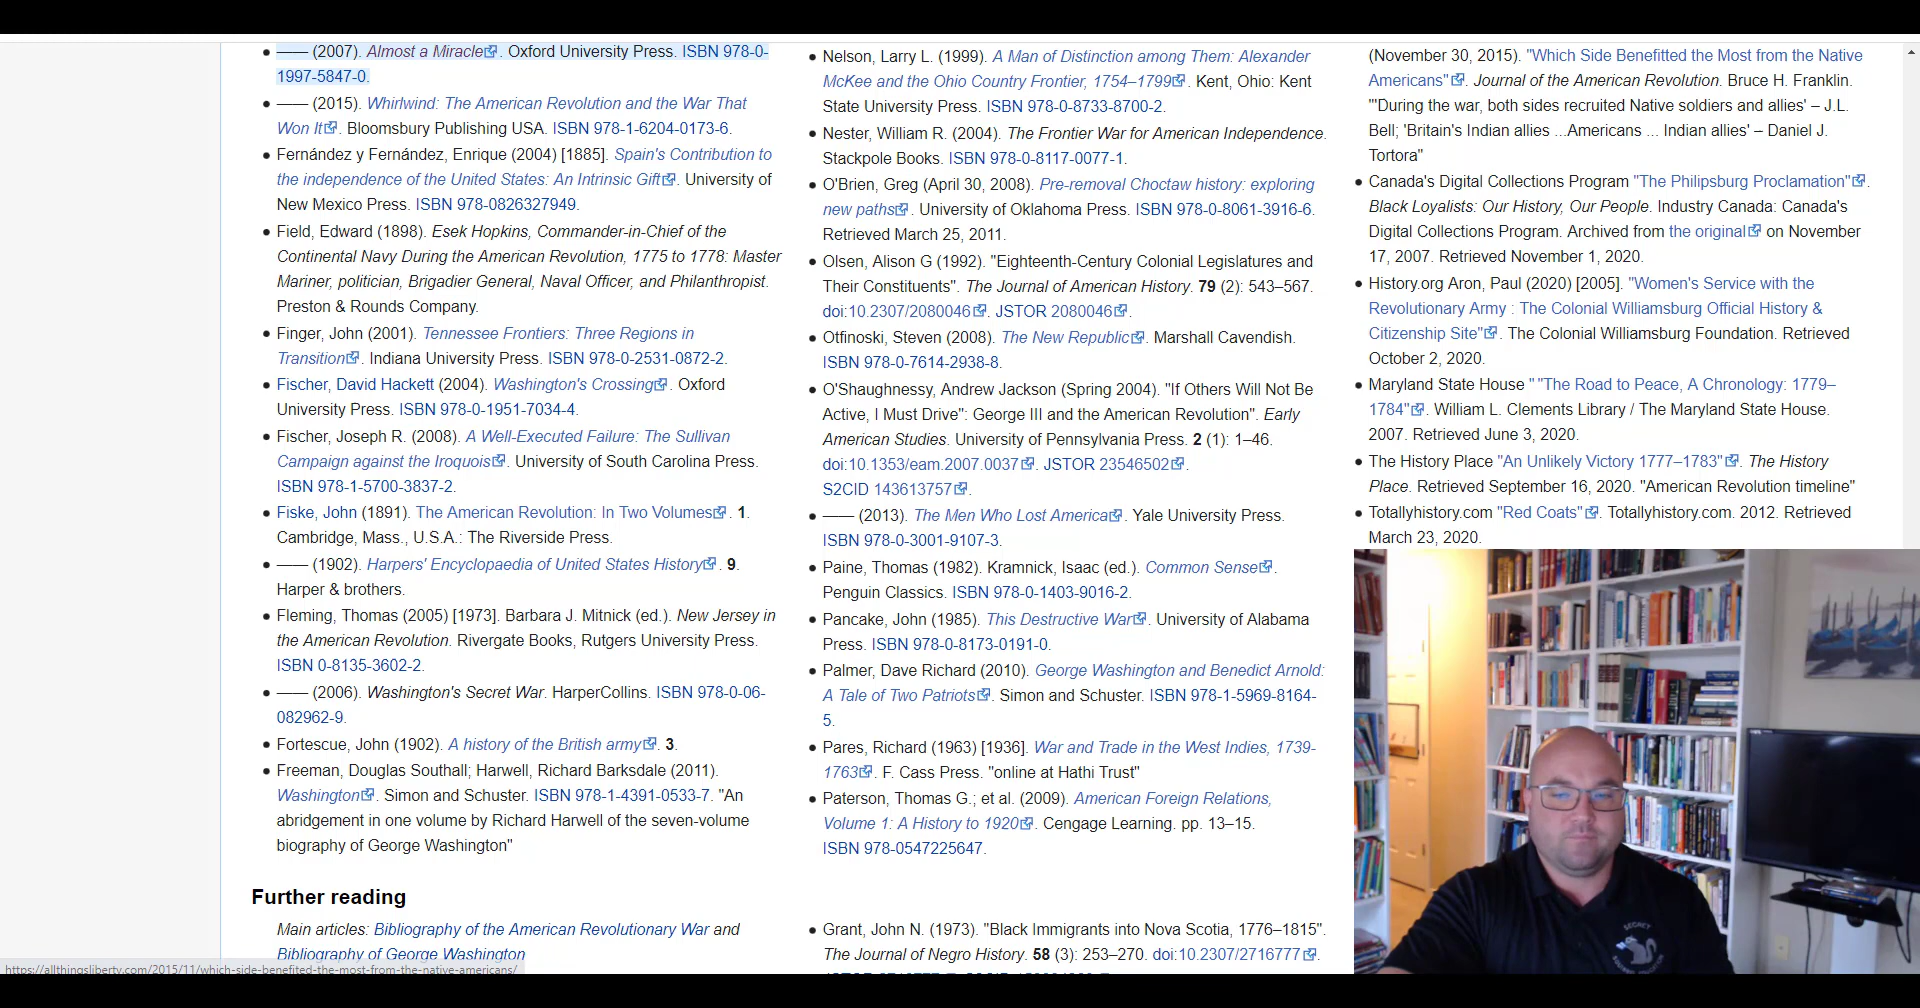 —— (2007). Almost a Miracle. Oxford University Press. ISBN 978-0-
1997-5847-0.
—— (2015). Whirlwind: The American Revolution and the War That
Won It. Bloomsbury Publishing USA. ISBN 978-1-6204-0173-6.
Fernández y Fernández, Enrique (2004) [1885]. Spain's Contribution to
the independence of the United States: An Intrinsic Gift. University of
New Mexico Press. ISBN 978-0826327949.
Field, Edward (1898). Esek Hopkins, Commander-in-Chief of the
Continental Navy During the American Revolution, 1775 to 1778: Master
Mariner, politician, Brigadier General, Naval Officer, and Philanthropist.
Preston & Rounds Company.
Finger, John (2001). Tennessee Frontiers: Three Regions in
Transition. Indiana University Press. ISBN 978-0-2531-0872-2.
Fischer, David Hackett (2004). Washington's Crossing. Oxford
University Press. ISBN 978-0-1951-7034-4.
Fischer, Joseph R. (2008). A Well-Executed Failure: The Sullivan
Campaign against the Iroquois. University of South Carolina Press.
ISBN 978-1-5700-3837-2.
Fiske, John (1891). The American Revolution: In Two Volumes. 1.
Cambridge, Mass., U.S.A.: The Riverside Press.
—— (1902). Harpers' Encyclopaedia of United States History. 9.
Harper & brothers.
Fleming, Thomas (2005) [1973]. Barbara J. Mitnick (ed.). New Jersey in
the American Revolution. Rivergate Books, Rutgers University Press.
ISBN 0-8135-3602-2.
—— (2006). Washington's Secret War. HarperCollins. ISBN 978-0-06-
082962-9.
Fortescue, John (1902). A history of the British army. 3.
Freeman, Douglas Southall; Harwell, Richard Barksdale (2011).
Washington. Simon and Schuster. ISBN 978-1-4391-0533-7. "An
abridgement in one volume by Richard Harwell of the seven-volume
biography of George Washington"
Nelson, Larry L. (1999). A Man of Distinction among Them: Alexander
McKee and the Ohio Country Frontier, 1754–1799. Kent, Ohio: Kent
State University Press. ISBN 978-0-8733-8700-2.
Nester, William R. (2004). The Frontier War for American Independence.
Stackpole Books. ISBN 978-0-8117-0077-1.
O'Brien, Greg (April 30, 2008). Pre-removal Choctaw history: exploring
new paths. University of Oklahoma Press. ISBN 978-0-8061-3916-6.
Retrieved March 25, 2011.
Olsen, Alison G (1992). "Eighteenth-Century Colonial Legislatures and
Their Constituents". The Journal of American History. 79 (2): 543–567.
doi:10.2307/2080046. JSTOR 2080046.
Otfinoski, Steven (2008). The New Republic. Marshall Cavendish.
ISBN 978-0-7614-2938-8.
O'Shaughnessy, Andrew Jackson (Spring 2004). "If Others Will Not Be
Active, I Must Drive": George III and the American Revolution". Early
American Studies. University of Pennsylvania Press. 2 (1): 1–46.
doi:10.1353/eam.2007.0037. JSTOR 23546502.
S2CID 143613757.
—— (2013). The Men Who Lost America. Yale University Press.
ISBN 978-0-3001-9107-3.
Paine, Thomas (1982). Kramnick, Isaac (ed.). Common Sense.
Penguin Classics. ISBN 978-0-1403-9016-2.
Pancake, John (1985). This Destructive War. University of Alabama
Press. ISBN 978-0-8173-0191-0.
Palmer, Dave Richard (2010). George Washington and Benedict Arnold:
A Tale of Two Patriots. Simon and Schuster. ISBN 978-1-5969-8164-
5.
Pares, Richard (1963) [1936]. War and Trade in the West Indies, 1739-
1763. F. Cass Press. "online at Hathi Trust"
Paterson, Thomas G.; et al. (2009). American Foreign Relations,
Volume 1: A History to 1920. Cengage Learning. pp. 13–15.
ISBN 978-0547225647.
(November 30, 2015). "Which Side Benefitted the Most from the Native
Americans". Journal of the American Revolution. Bruce H. Franklin.
"'During the war, both sides recruited Native soldiers and allies' – J.L.
Bell; 'Britain's Indian allies ...Americans ... Indian allies' – Daniel J.
Tortora"
Canada's Digital Collections Program "The Philipsburg Proclamation".
Black Loyalists: Our History, Our People. Industry Canada: Canada's
Digital Collections Program. Archived from the original on November
17, 2007. Retrieved November 1, 2020.
History.org Aron, Paul (2020) [2005]. "Women's Service with the
Revolutionary Army : The Colonial Williamsburg Official History &
Citizenship Site". The Colonial Williamsburg Foundation. Retrieved
October 2, 2020.
Maryland State House " "The Road to Peace, A Chronology: 1779–
1784". William L. Clements Library / The Maryland State House.
2007. Retrieved June 3, 2020.
The History Place "An Unlikely Victory 1777–1783". The History
Place. Retrieved September 16, 2020. "American Revolution timeline"
Totallyhistory.com "Red Coats". Totallyhistory.com. 2012. Retrieved
March 23, 2020.
Further reading
Main articles: Bibliography of the American Revolutionary War and
Bibliography of George Washington
Grant, John N. (1973). "Black Immigrants into Nova Scotia, 1776–1815".
The Journal of Negro History. 58 (3): 253–270. doi:10.2307/2716777.
https://allthingsliberty.com/2015/11/which-side-benefited-the-most-from-the-native-americans/
SECRET